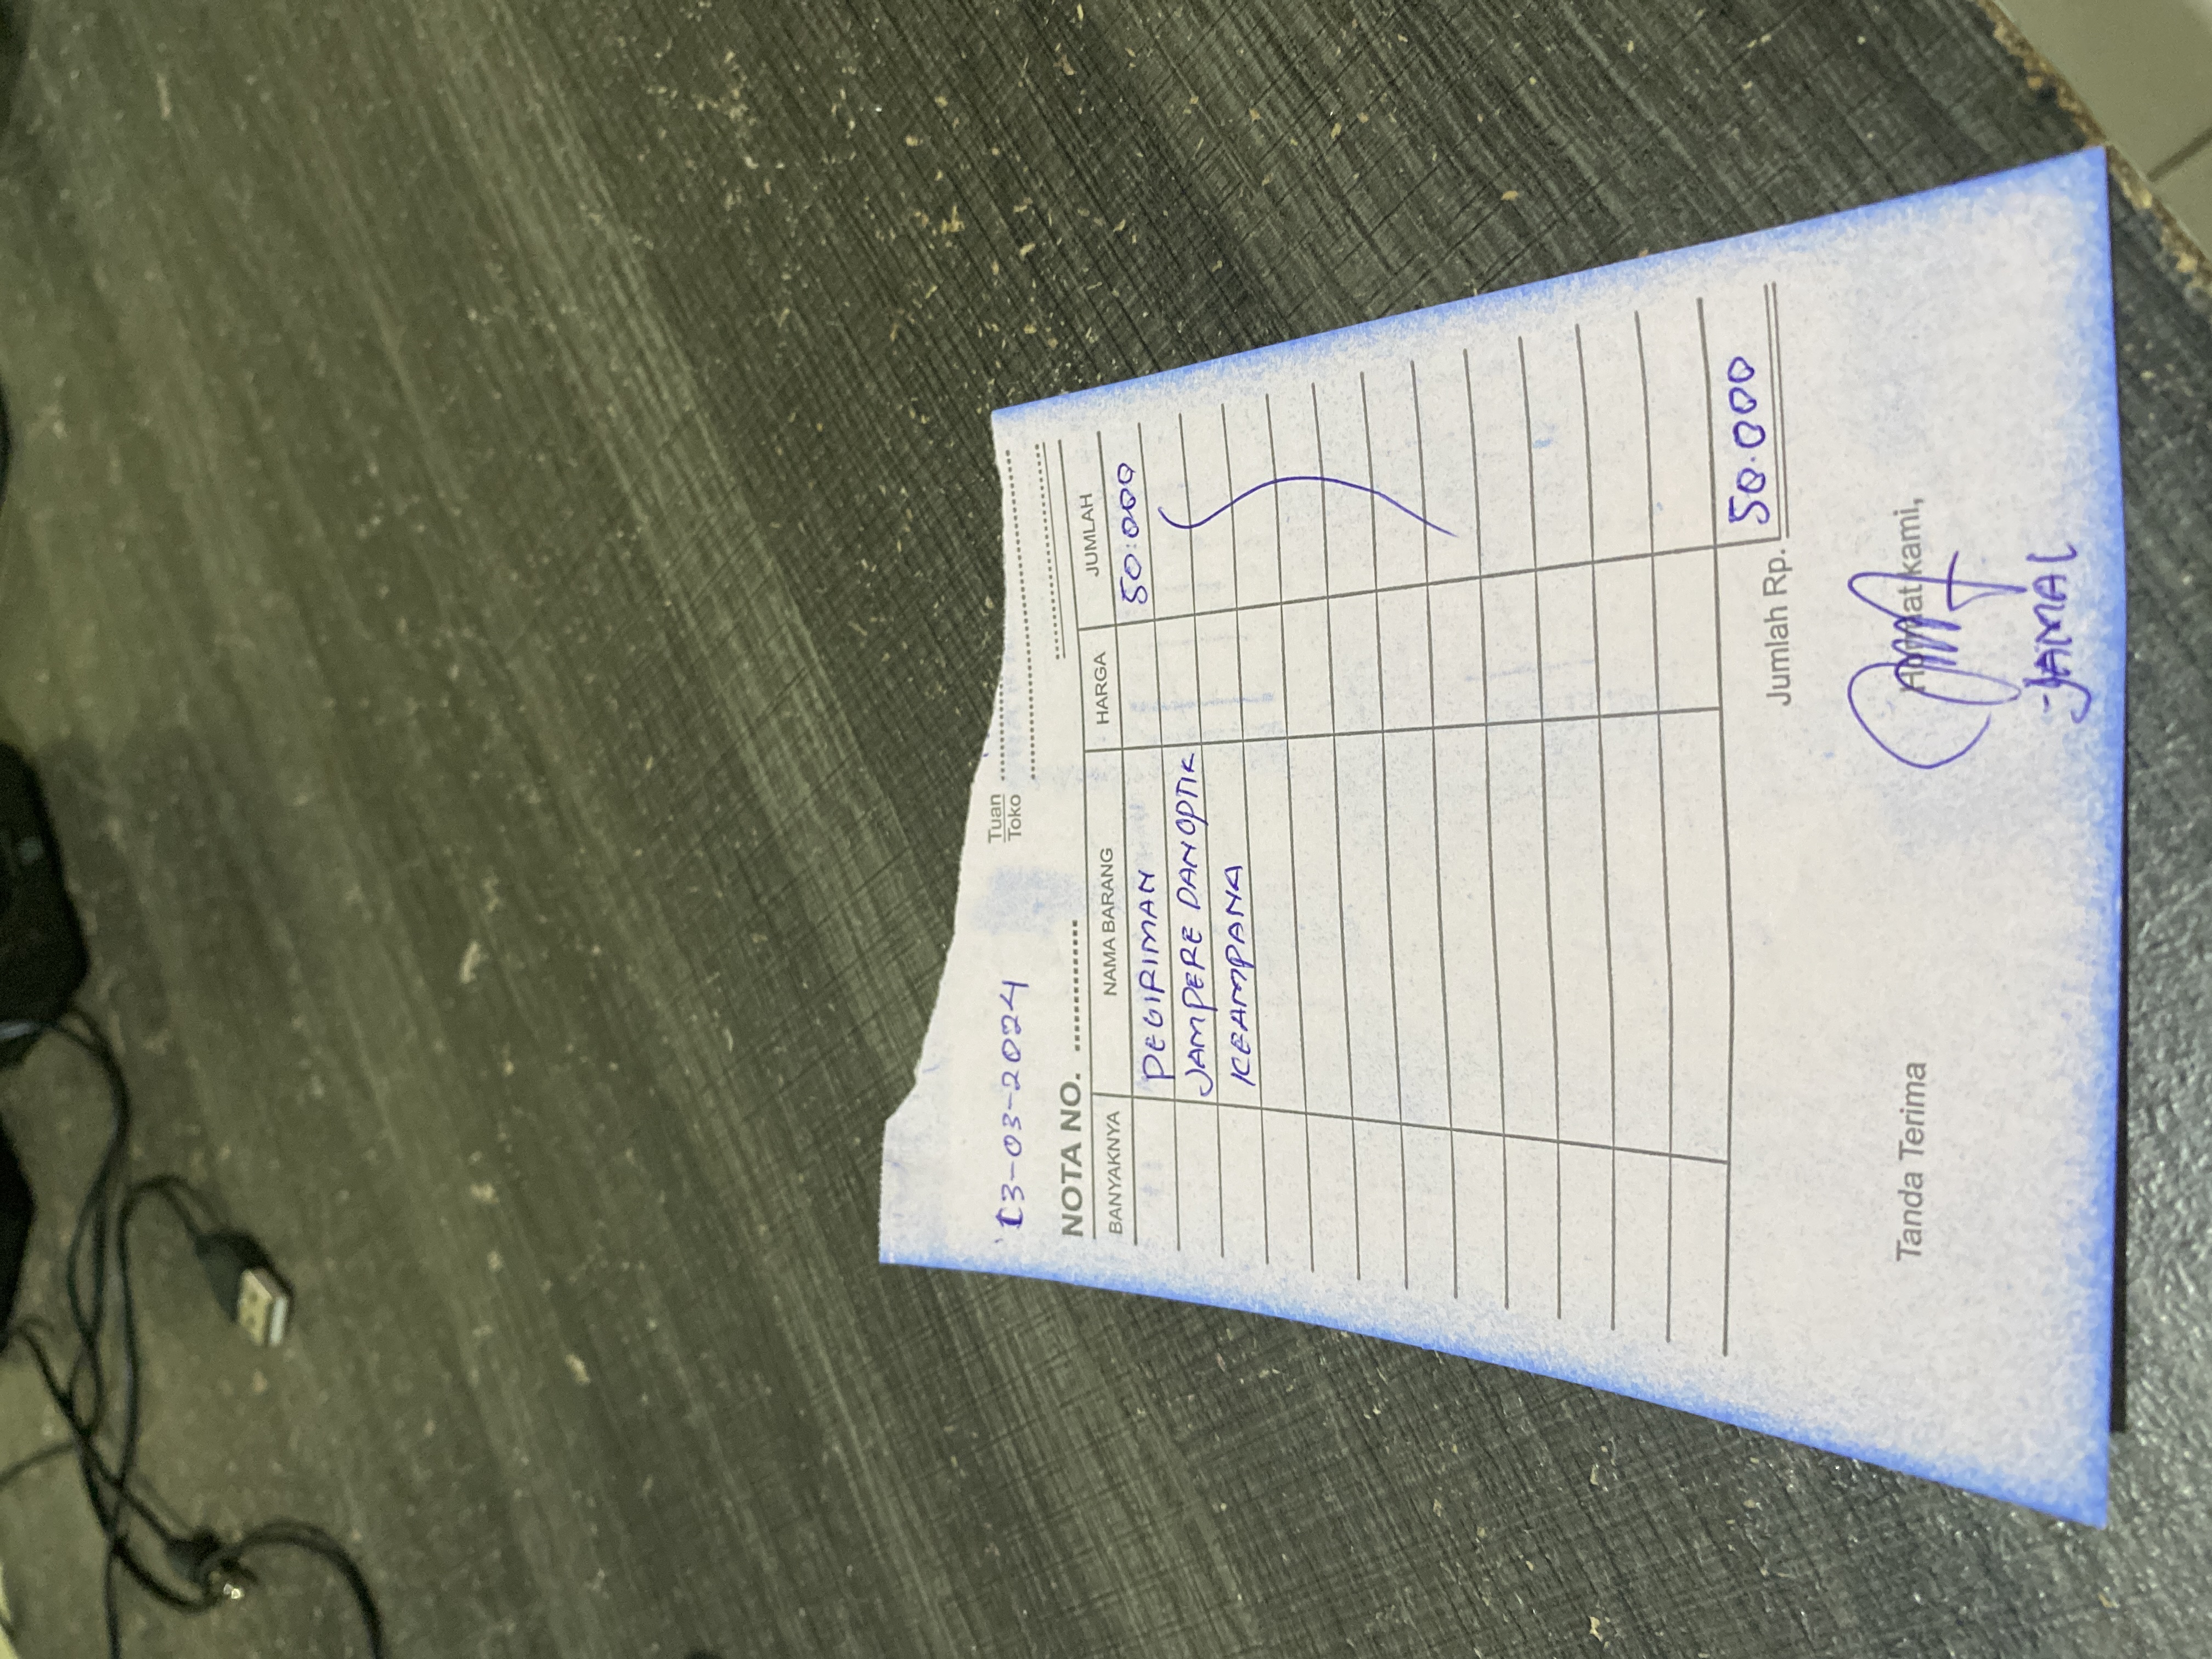 13-03-2024
Tuan
Toko
NOTA NO.
BANYAKNYA NAMA BARANG HARGA JUMLAH
PEGIRIMAN 50.000
JAMPERE DAN OPTIK
KEAMPANA
Jumlah Rp. 50.000
Tanda Terima Hormat kami,
JAMAL